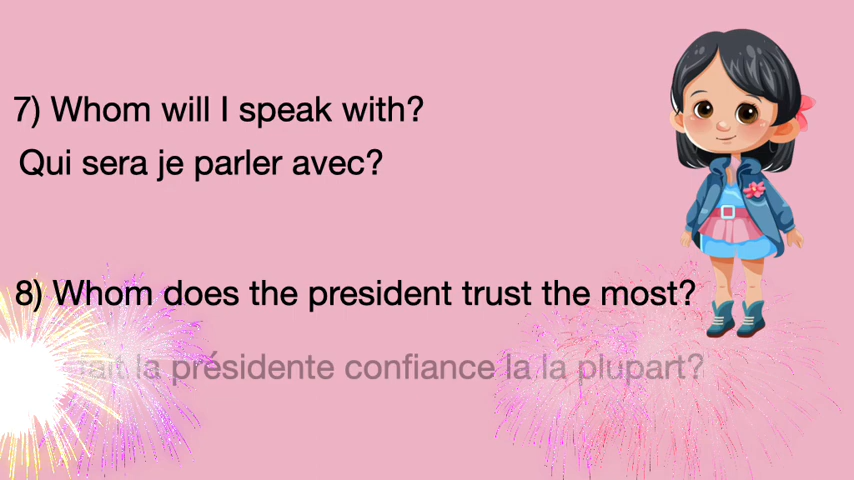 7) Whom will I speak with?
Qui sera je parler avec?
8) Whom does the president trust the most?
fait la présidente confiance la la plupart?